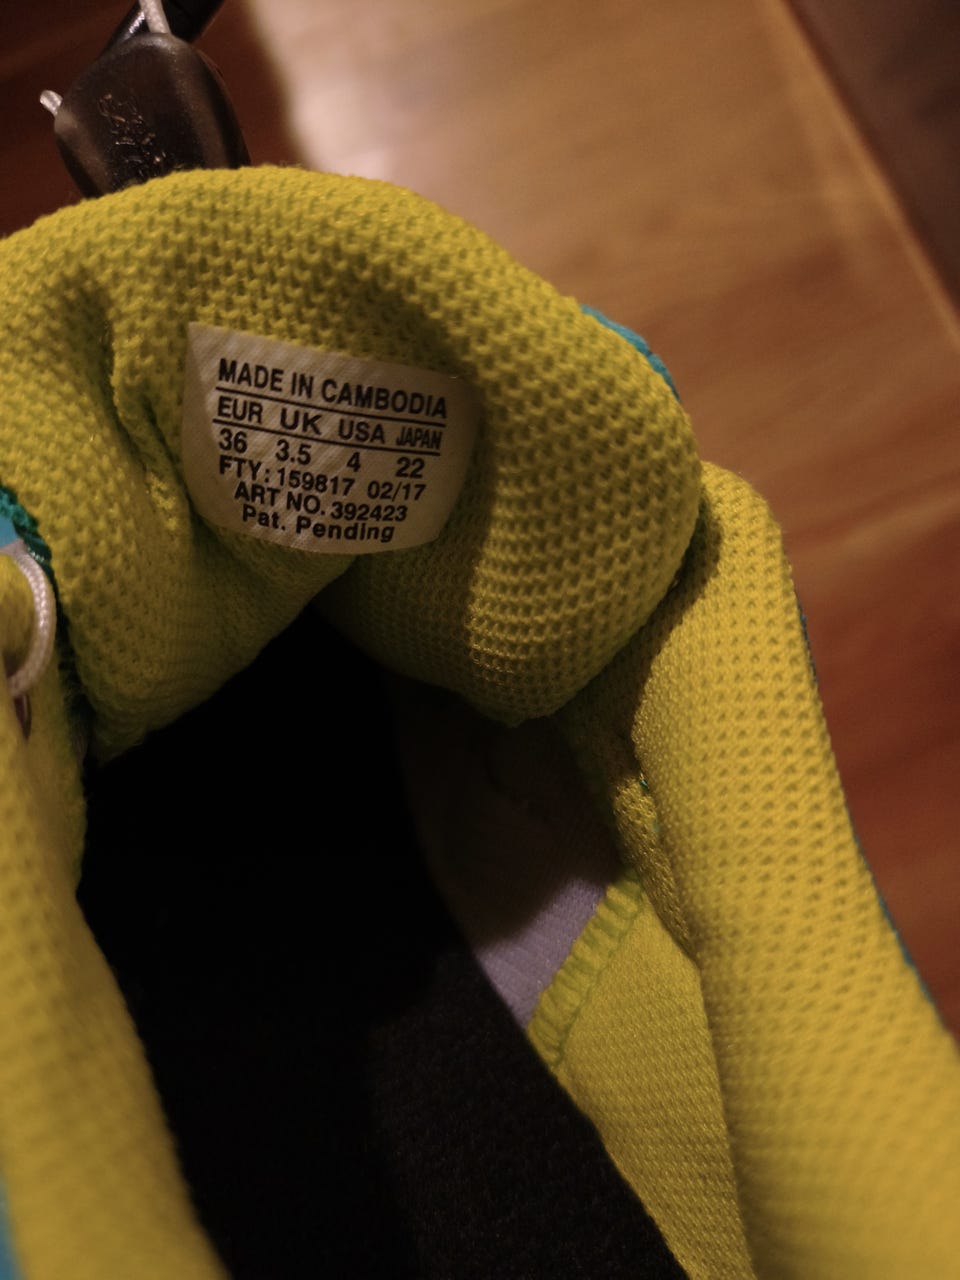 MADE IN CAMBODIA
EUR UK USA JAPAN
36 3.5 4 22
FTY: 159817 02/17
ART NO. 392423
Pat. Pending